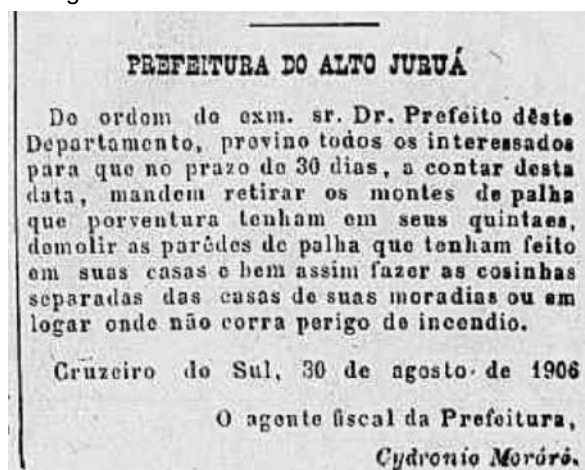 PREFEITURA DO ALTO JURUÁ
De ordem do exm. sr. Dr. Prefeito dêste
Departamento, previno todos os interessados
para que no prazo de 30 dias, a contar desta
data, mandem retirar os montes de palha
que porventura tenham em seus quintaes,
demolir as parêdes de palha que tenham feito
em suas casas e bem assim fazer as cosinhas
separadas das casas de suas moradias ou em
logar onde não corra perigo de incendio.
Cruzeiro do Sul, 30 de agosto de 1906
O agente fiscal da Prefeitura,
Cydronio Moróró.